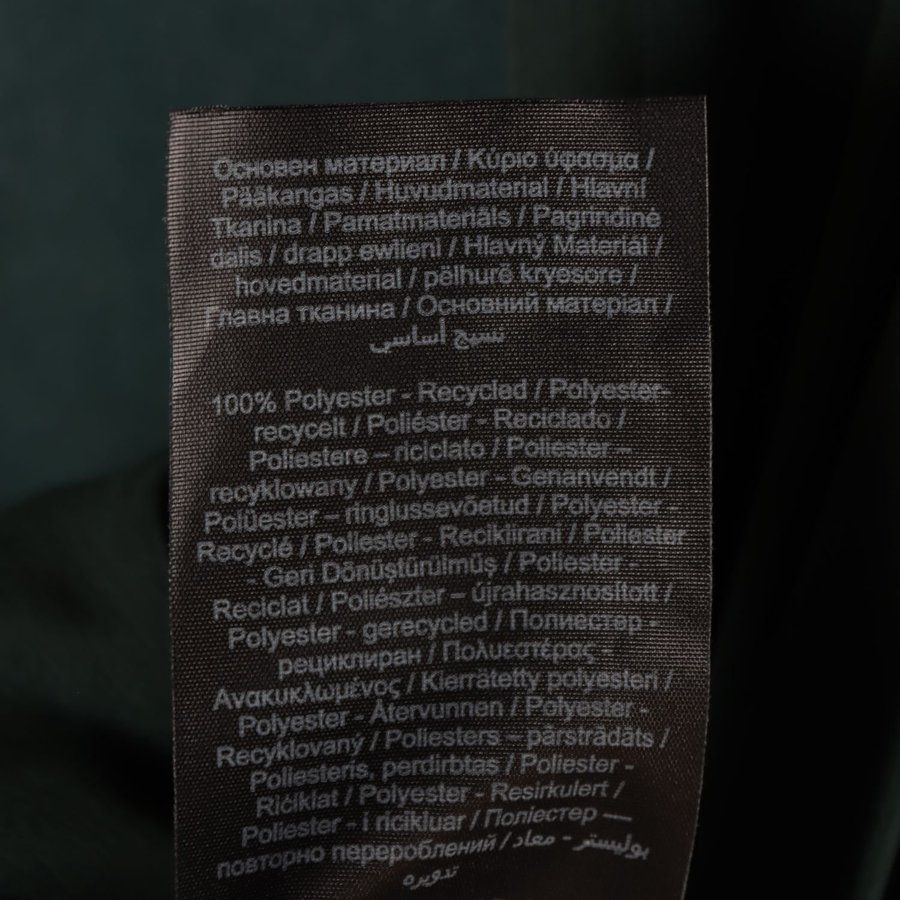 Основен материал / Κύριο ύφασμα /
Pääkangas / Huvudmaterial / Hlavní
Tkanina / Pamatmateriāls / Pagrindinė
dalis / drapp ewlieni / Hlavný Materiál /
hovedmaterial / pëlhurë kryesore /
Главна тканина / Основний матеріал /
نسيج أساسي
100% Polyester - Recycled / Polyester-
recycelt / Poliéster - Reciclado /
Poliestere – riciclato / Poliester –
recyklowany / Polyester - Genanvendt /
Polüester – ringlussevõetud / Polyester -
Recyclé / Poliester - Reciklirani / Poliester
- Geri Dönüştürülmüş / Poliester -
Reciclat / Poliészter – újrahasznosított /
Polyester - gerecycled / Полиестер -
рециклиран / Πολυεστέρας -
Ανακυκλωμένος / Kierrätetty polyesteri /
Polyester - Återvunnen / Polyester -
Recyklovaný / Poliesters – pārstrādāts /
Poliesteris, perdirbtas / Poliester -
Riċiklat / Polyester - Resirkulert /
Poliester - i ricikluar / Поліестер —
повторно перероблений / بوليستر - معاد
تدويره